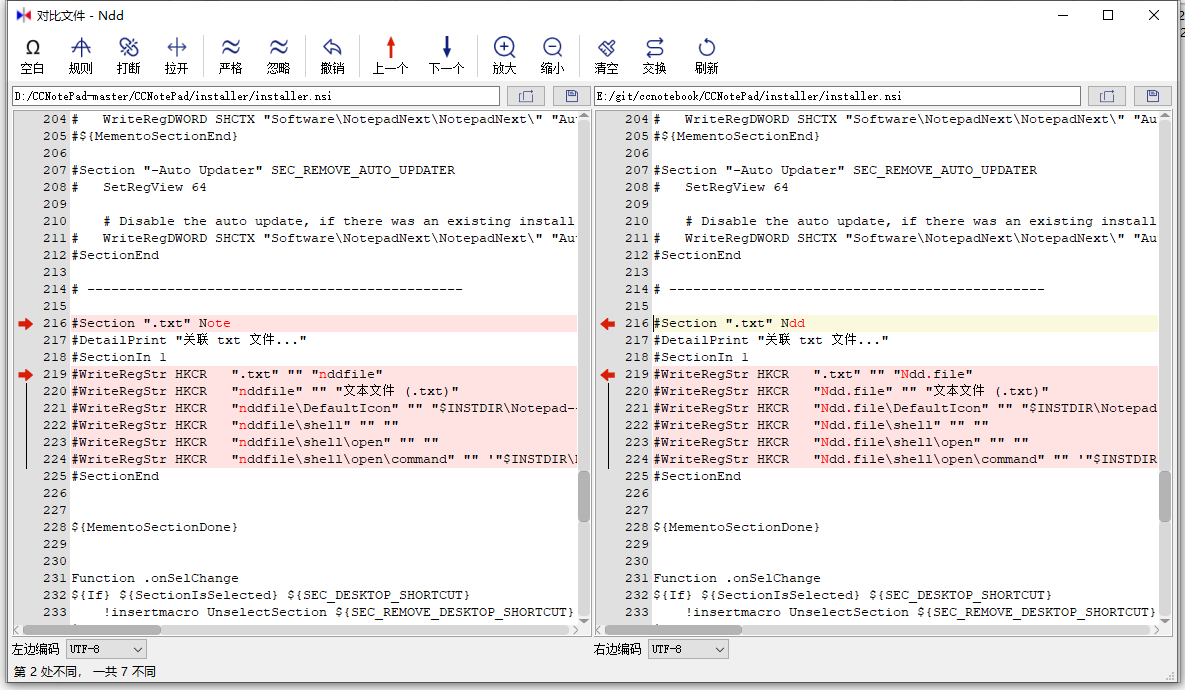 对比文件 - Ndd
空白 规则 打断 拉开 严格 忽略 撤销 上一个 下一个 放大 缩小 清空 交换 刷新
D:/CCNotePad-master/CCNotePad/installer/installer.nsi
204 #   WriteRegDWORD SHCTX "Software\NotepadNext\NotepadNext\" "Au
205 #${MementoSectionEnd}
206
207 #Section "-Auto Updater" SEC_REMOVE_AUTO_UPDATER
208 #   SetRegView 64
209
210     # Disable the auto update, if there was an existing install
211 #   WriteRegDWORD SHCTX "Software\NotepadNext\NotepadNext\" "Au
212 #SectionEnd
213
214 # -----------------------------------------------
215
216 #Section ".txt" Note
217 #DetailPrint "关联 txt 文件..."
218 #SectionIn 1
219 #WriteRegStr HKCR   ".txt" "" "nddfile"
220 #WriteRegStr HKCR   "nddfile" "" "文本文件 (.txt)"
221 #WriteRegStr HKCR   "nddfile\DefaultIcon" "" "$INSTDIR\Notepad-
222 #WriteRegStr HKCR   "nddfile\shell" "" ""
223 #WriteRegStr HKCR   "nddfile\shell\open" "" ""
224 #WriteRegStr HKCR   "nddfile\shell\open\command" "" '"$INSTDIR\
225 #SectionEnd
226
227
228 ${MementoSectionDone}
229
230
231 Function .onSelChange
232 ${If} ${SectionIsSelected} ${SEC_DESKTOP_SHORTCUT}
233     !insertmacro UnselectSection ${SEC_REMOVE_DESKTOP_SHORTCUT}
左边编码 UTF-8
E:/git/ccnotebook/CCNotePad/installer/installer.nsi
204 #   WriteRegDWORD SHCTX "Software\NotepadNext\NotepadNext\" "Au
205 #${MementoSectionEnd}
206
207 #Section "-Auto Updater" SEC_REMOVE_AUTO_UPDATER
208 #   SetRegView 64
209
210     # Disable the auto update, if there was an existing install
211 #   WriteRegDWORD SHCTX "Software\NotepadNext\NotepadNext\" "Au
212 #SectionEnd
213
214 # -----------------------------------------------
215
216 #Section ".txt" Ndd
217 #DetailPrint "关联 txt 文件..."
218 #SectionIn 1
219 #WriteRegStr HKCR   ".txt" "" "Ndd.file"
220 #WriteRegStr HKCR   "Ndd.file" "" "文本文件 (.txt)"
221 #WriteRegStr HKCR   "Ndd.file\DefaultIcon" "" "$INSTDIR\Notepad
222 #WriteRegStr HKCR   "Ndd.file\shell" "" ""
223 #WriteRegStr HKCR   "Ndd.file\shell\open" "" ""
224 #WriteRegStr HKCR   "Ndd.file\shell\open\command" "" '"$INSTDIR
225 #SectionEnd
226
227
228 ${MementoSectionDone}
229
230
231 Function .onSelChange
232 ${If} ${SectionIsSelected} ${SEC_DESKTOP_SHORTCUT}
233     !insertmacro UnselectSection ${SEC_REMOVE_DESKTOP_SHORTCUT}
右边编码 UTF-8
第 2 处不同， 一共 7 不同